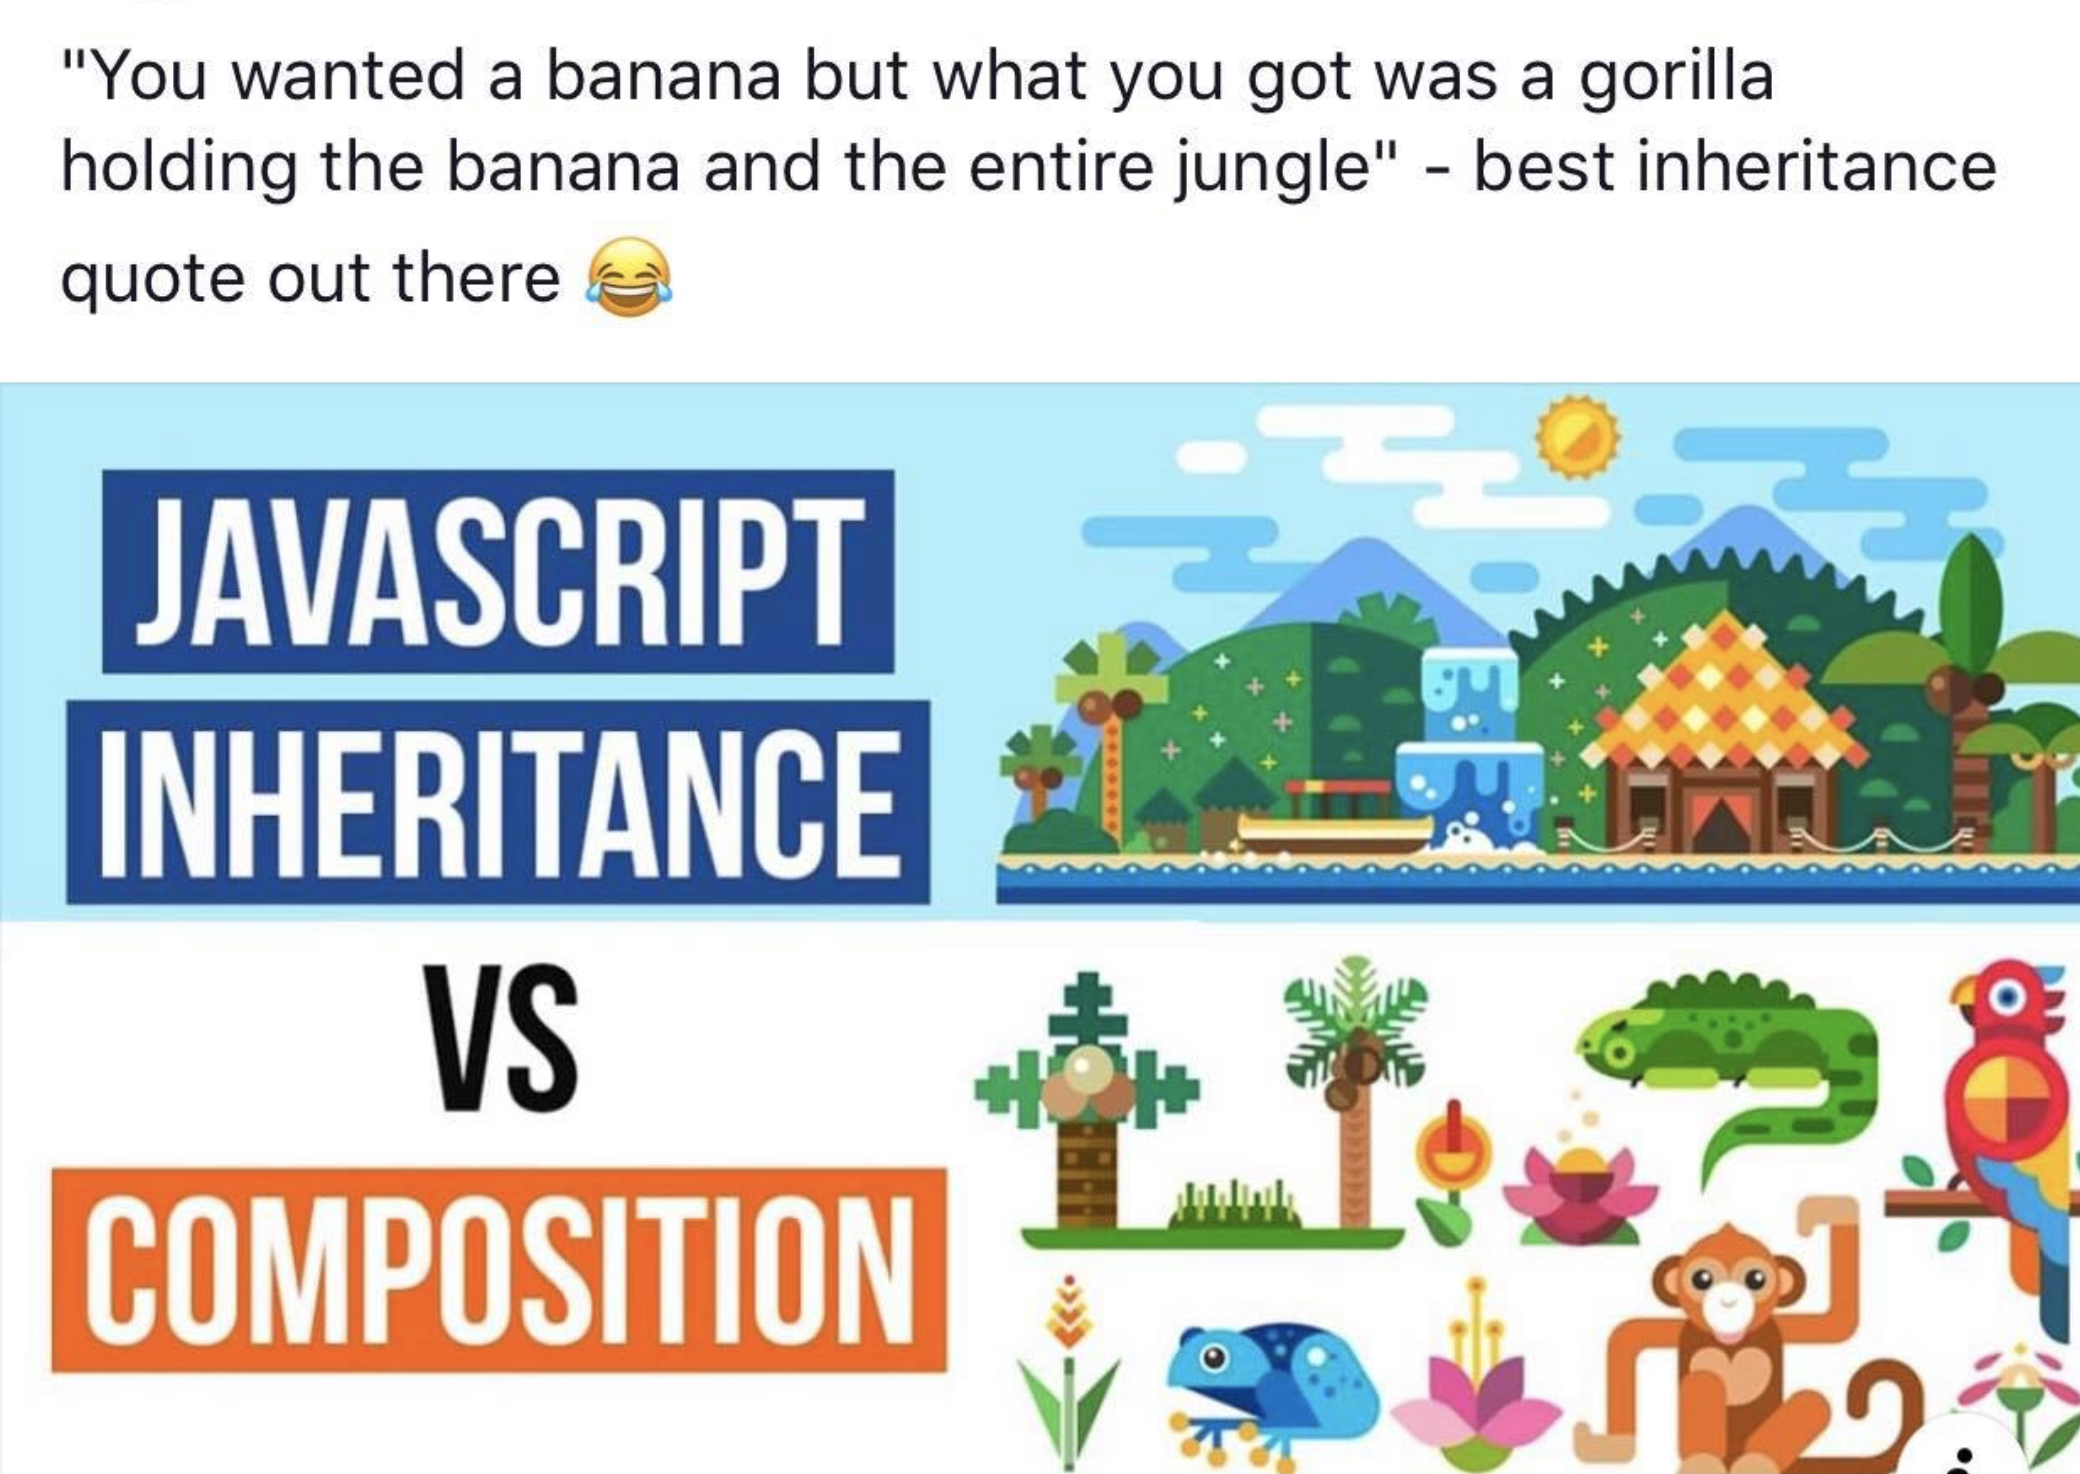 "You wanted a banana but what you got was a gorilla
holding the banana and the entire jungle" - best inheritance
quote out there 😂
JAVASCRIPT
INHERITANCE
VS
COMPOSITION